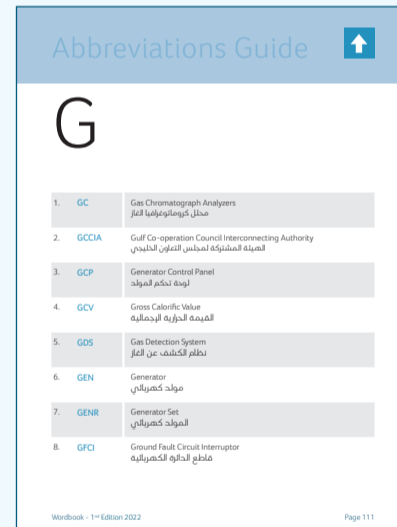 Abbreviations Guide
G
1. GC Gas Chromatograph Analyzers
محلل كروماتوغرافيا الغاز
2. GCCIA Gulf Co-operation Council Interconnecting Authority
الهيئة المشتركة لمجلس التعاون الخليجي
3. GCP Generator Control Panel
لوحة تحكم المولد
4. GCV Gross Calorific Value
القيمة الحرارية الإجمالية
5. GDS Gas Detection System
نظام الكشف عن الغاز
6. GEN Generator
مولد كهربائي
7. GENR Generator Set
المولد كهربائي
8. GFCI Ground Fault Circuit Interruptor
قاطع الدائرة الكهربائية
Wordbook - 1st Edition 2022 Page 111